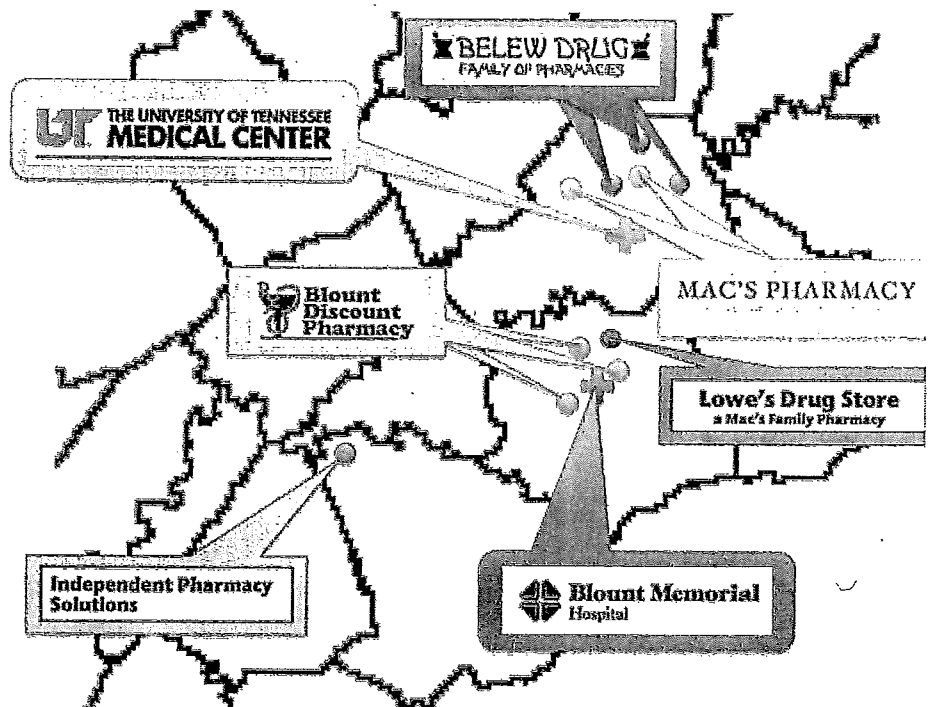 BELEW DRUG
FAMILY OF PHARMACIES
UT
THE UNIVERSITY OF TENNESSEE
MEDICAL CENTER
Blount
Discount
Pharmacy
MAC'S PHARMACY
Lowe's Drug Store
a Mac's Family Pharmacy
Independent Pharmacy
Solutions
Blount Memorial
Hospital